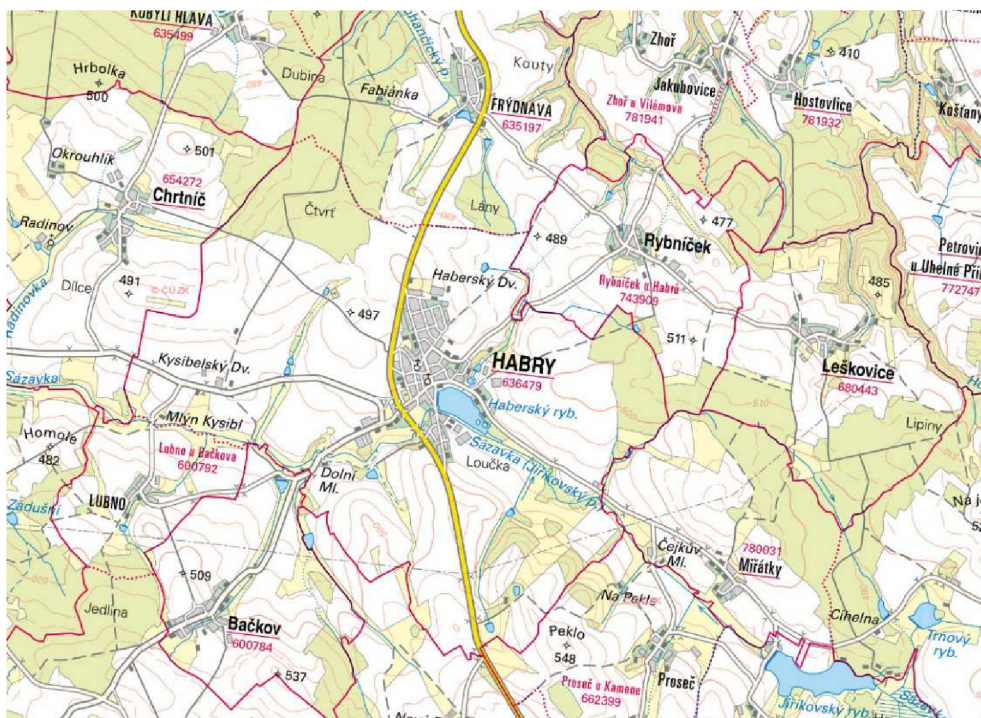 KOBYLÍ HLAVA
635499
Hrbolka
500
Dubina
Fabiánka
FRÝDNAVA
635197
Kouty
Zhoř
Jakubovice
410
Zhoř u Vilémova
781941
Hostovlice
781932
Košťany
Okrouhlík
501
654272
Chrtníč
Radinov
Radinovka
Čtvrť
Lány
489
477
Rybníček
Rybníček u Habrů
743909
Haberský Dv.
491
Dílce
© ČÚZK
497
511
485
Leškovice
680443
Kysibelský Dv.
HABRY
636479
Haberský ryb.
Sázavka
Mlýn Kysibl
Homole
482
Lubno u Bačkova
600792
Dolní
Ml.
Loučka
Sázavka (Jiříkovský p.)
Lipiny
LUBNO
Zádušní
500
509
Jedlina
Bačkov
600784
537
Čejkův
Ml.
780031
Miřátky
Na Pekle
Peklo
548
Proseč
Proseč u Kamene
662399
Cihelna
Trnový
ryb.
Jiříkovský ryb.
Sázavka